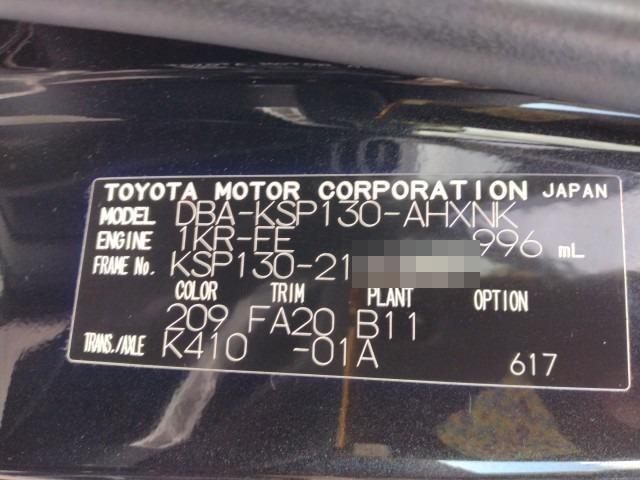 TOYOTA MOTOR CORPORATION JAPAN
MODEL DBA-KSP130-AHXNK
ENGINE 1KR-FE 996 mL
FRAME No. KSP130-21
COLOR TRIM PLANT OPTION
209 FA20 B11
TRANS./AXLE K410 -01A 617